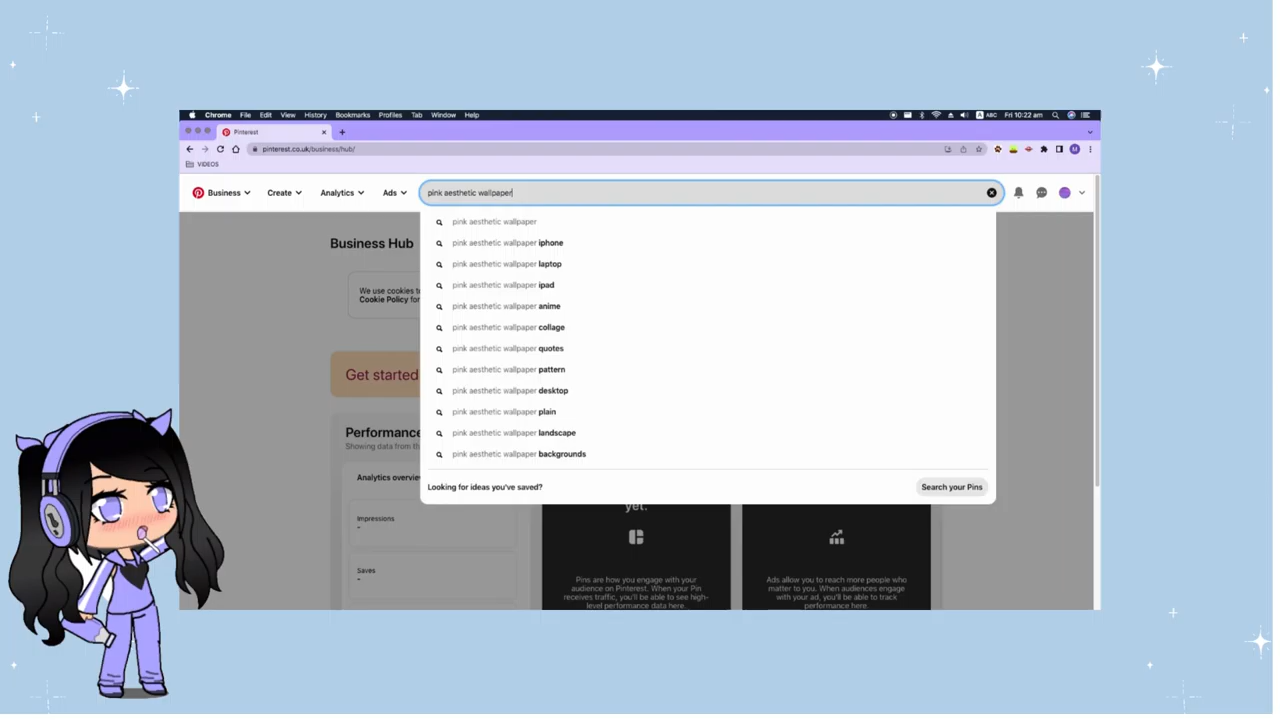 Chrome File Edit View History Bookmarks Profiles Tab Window Help A ABC Fri 10:22 am
Pinterest
pinterest.co.uk/business/hub/ M
VIDEOS
Business Create Analytics Ads pink aesthetic wallpaper
pink aesthetic wallpaper
Business Hub pink aesthetic wallpaper iphone
pink aesthetic wallpaper laptop
pink aesthetic wallpaper ipad
We use cookies to
Cookie Policy for pink aesthetic wallpaper anime
pink aesthetic wallpaper collage
pink aesthetic wallpaper quotes
Get started pink aesthetic wallpaper pattern
pink aesthetic wallpaper desktop
pink aesthetic wallpaper plain
Performance pink aesthetic wallpaper landscape
Showing data from
pink aesthetic wallpaper backgrounds
Analytics
Looking for ideas you've saved? Search your Pins
yet.
Impressions
-
Saves
-
Pins are how you engage with your
audience on Pinterest. When your Pin
receives traffic, you'll be able to see high-
level performance data here.
Ads allow you to reach more people who
matter to you. When audiences engage
with your ad, you'll be able to track
performance here.